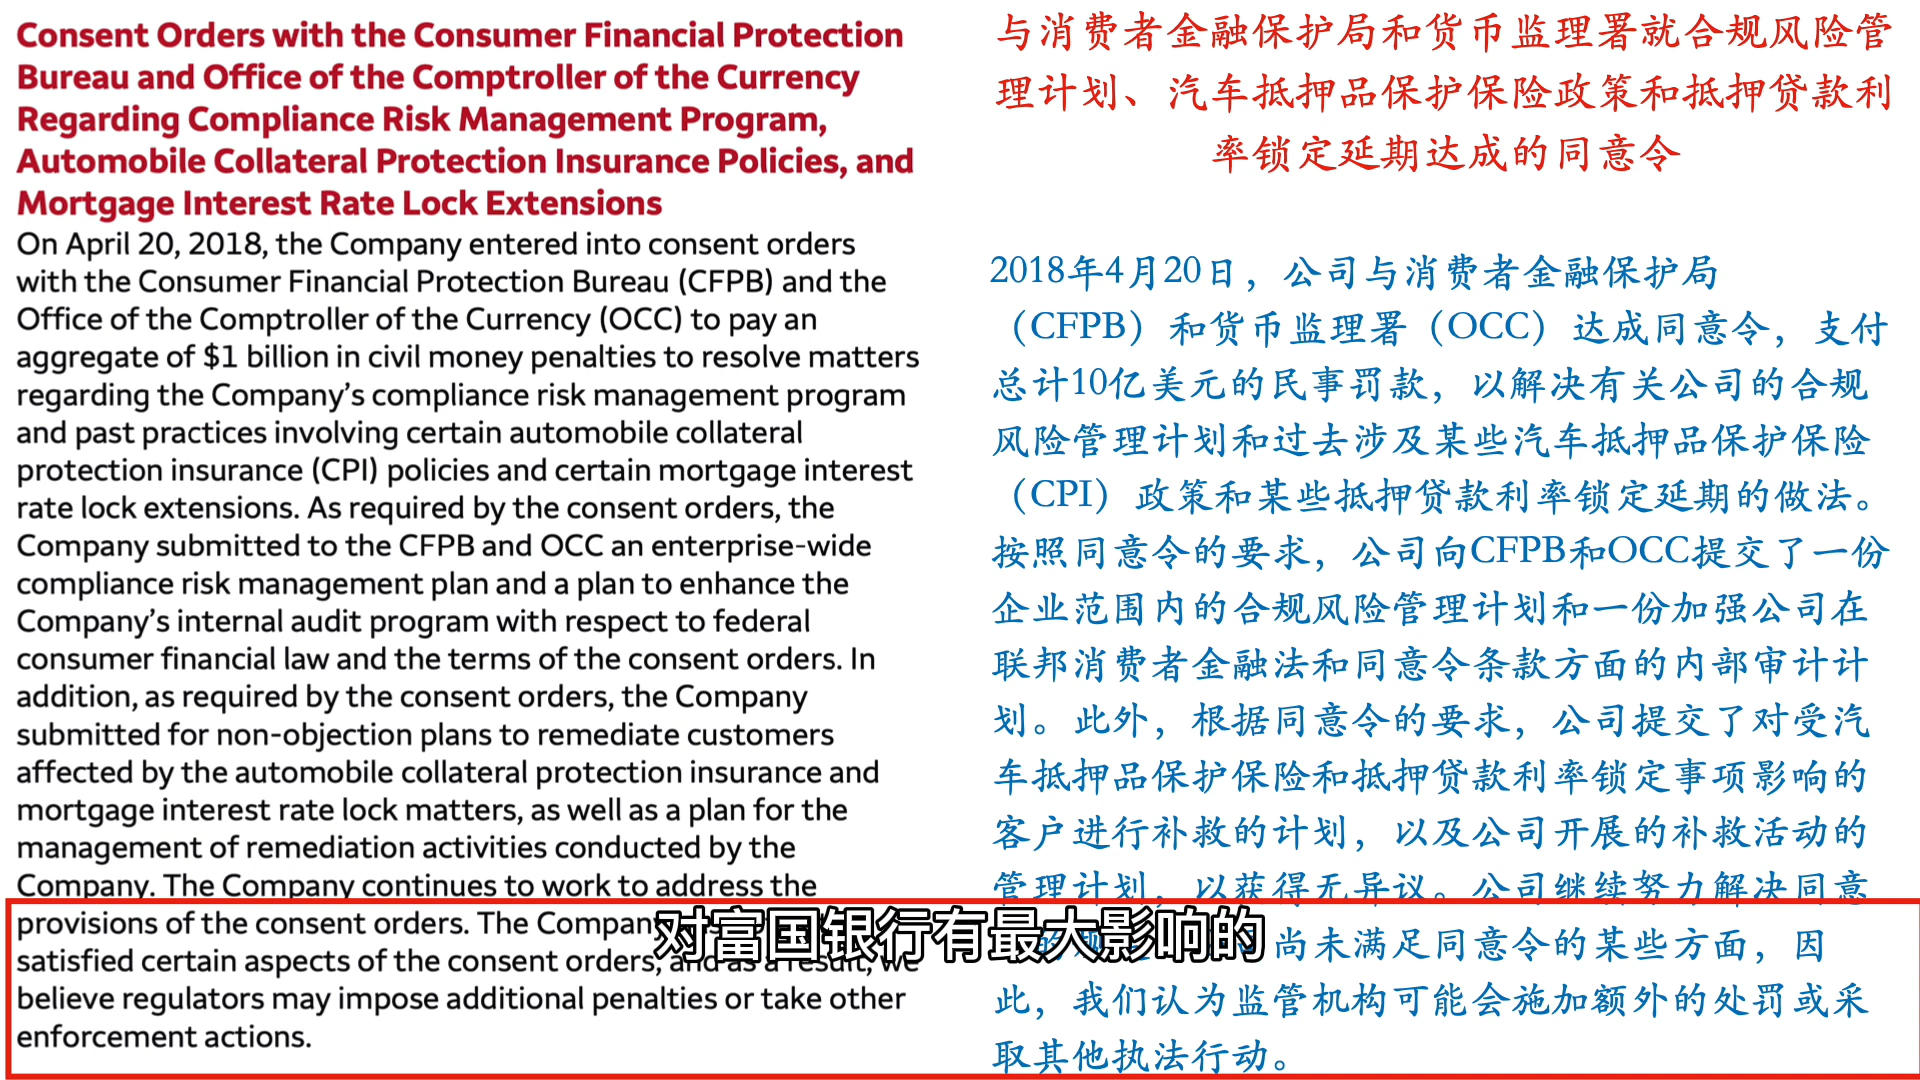 Consent Orders with the Consumer Financial Protection
Bureau and Office of the Comptroller of the Currency
Regarding Compliance Risk Management Program,
Automobile Collateral Protection Insurance Policies, and
Mortgage Interest Rate Lock Extensions
On April 20, 2018, the Company entered into consent orders
with the Consumer Financial Protection Bureau (CFPB) and the
Office of the Comptroller of the Currency (OCC) to pay an
aggregate of $1 billion in civil money penalties to resolve matters
regarding the Company’s compliance risk management program
and past practices involving certain automobile collateral
protection insurance (CPI) policies and certain mortgage interest
rate lock extensions. As required by the consent orders, the
Company submitted to the CFPB and OCC an enterprise-wide
compliance risk management plan and a plan to enhance the
Company’s internal audit program with respect to federal
consumer financial law and the terms of the consent orders. In
addition, as required by the consent orders, the Company
submitted for non-objection plans to remediate customers
affected by the automobile collateral protection insurance and
mortgage interest rate lock matters, as well as a plan for the
management of remediation activities conducted by the
Company. The Company continues to work to address the
provisions of the consent orders. The Company
satisfied certain aspects of the consent orders, and as a result, we
believe regulators may impose additional penalties or take other
enforcement actions.
与消费者金融保护局和货币监理署就合规风险管
理计划、汽车抵押品保护保险政策和抵押贷款利
率锁定延期达成的同意令
2018年4月20日，公司与消费者金融保护局
（CFPB）和货币监理署（OCC）达成同意令，支付
总计10亿美元的民事罚款，以解决有关公司的合规
风险管理计划和过去涉及某些汽车抵押品保护保险
（CPI）政策和某些抵押贷款利率锁定延期的做法。
按照同意令的要求，公司向CFPB和OCC提交了一份
企业范围内的合规风险管理计划和一份加强公司在
联邦消费者金融法和同意令条款方面的内部审计计
划。此外，根据同意令的要求，公司提交了对受汽
车抵押品保护保险和抵押贷款利率锁定事项影响的
客户进行补救的计划，以及公司开展的补救活动的
管理计划，以获得无异议。公司继续努力解决同意
尚未满足同意令的某些方面，因
此，我们认为监管机构可能会施加额外的处罚或采
取其他执法行动。
对富国银行有最大影响的